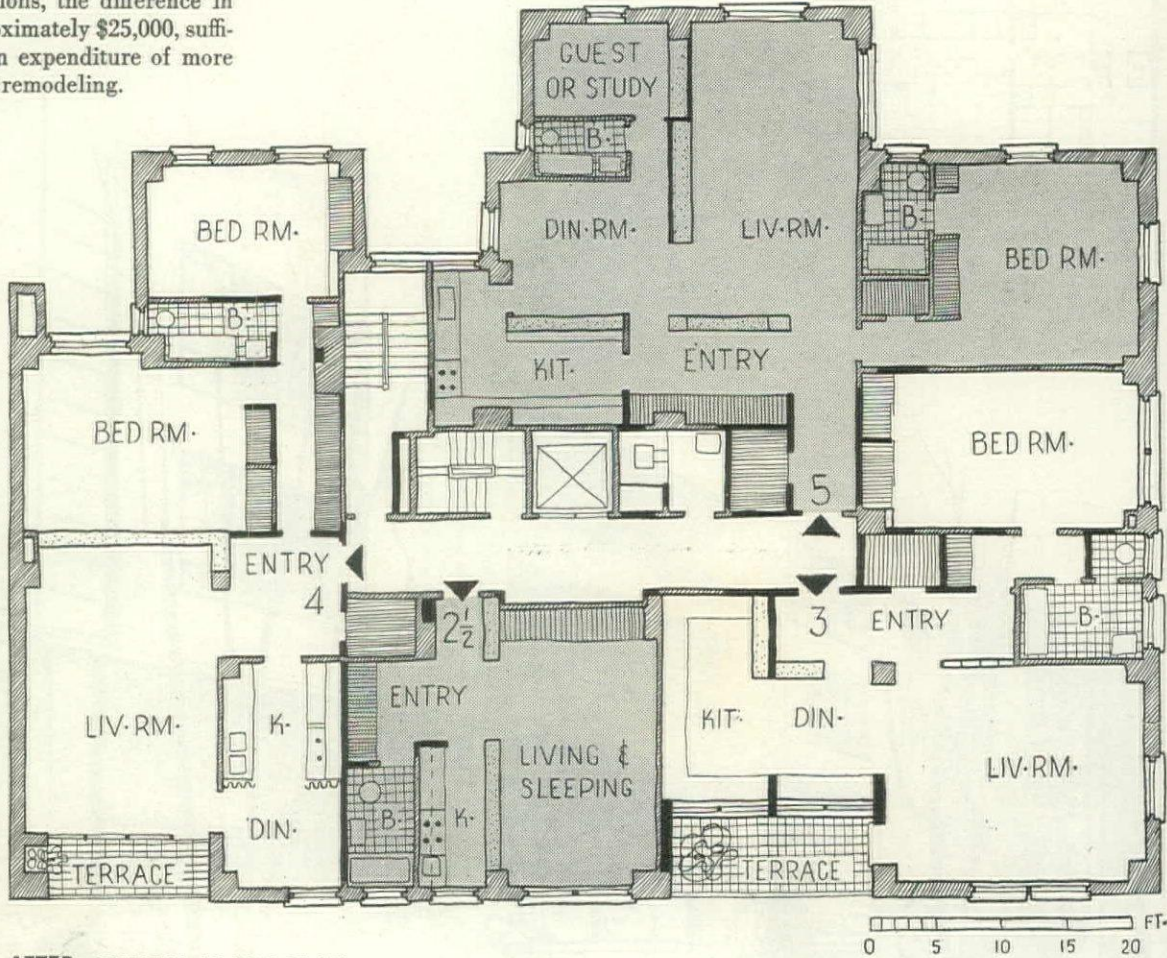 the difference in
$25,000, suffi-
expenditure of more
remodeling.
GUEST
OR STUDY
B.
BED RM.
DIN.RM.
LIV.RM.
B.
BED RM.
B.
KIT.
ENTRY
BED RM.
BED RM.
5
ENTRY
4
2½
3
ENTRY
B.
ENTRY
LIV.RM.
K.
KIT.
DIN.
LIVING &
SLEEPING
LIV.RM.
B.
K.
DIN.
TERRACE
TERRACE
FT.
0 5 10 15 20
AFTER